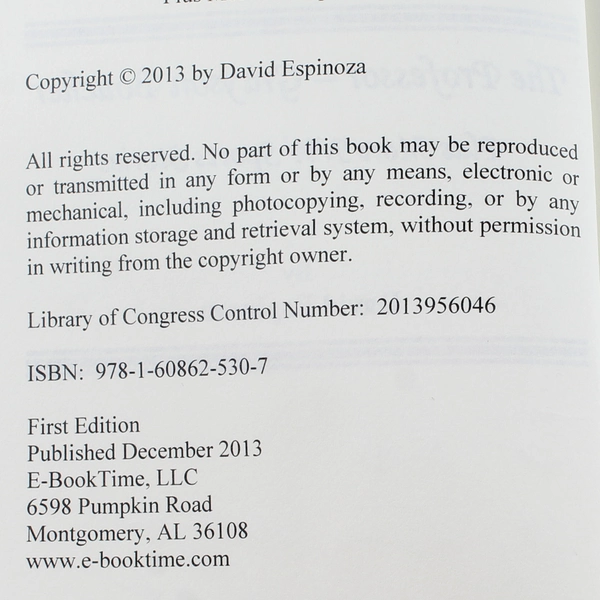 Copyright © 2013 by David Espinoza
All rights reserved. No part of this book may be reproduced
or transmitted in any form or by any means, electronic or
mechanical, including photocopying, recording, or by any
information storage and retrieval system, without permission
in writing from the copyright owner.
Library of Congress Control Number: 2013956046
ISBN: 978-1-60862-530-7
First Edition
Published December 2013
E-BookTime, LLC
6598 Pumpkin Road
Montgomery, AL 36108
www.e-booktime.com